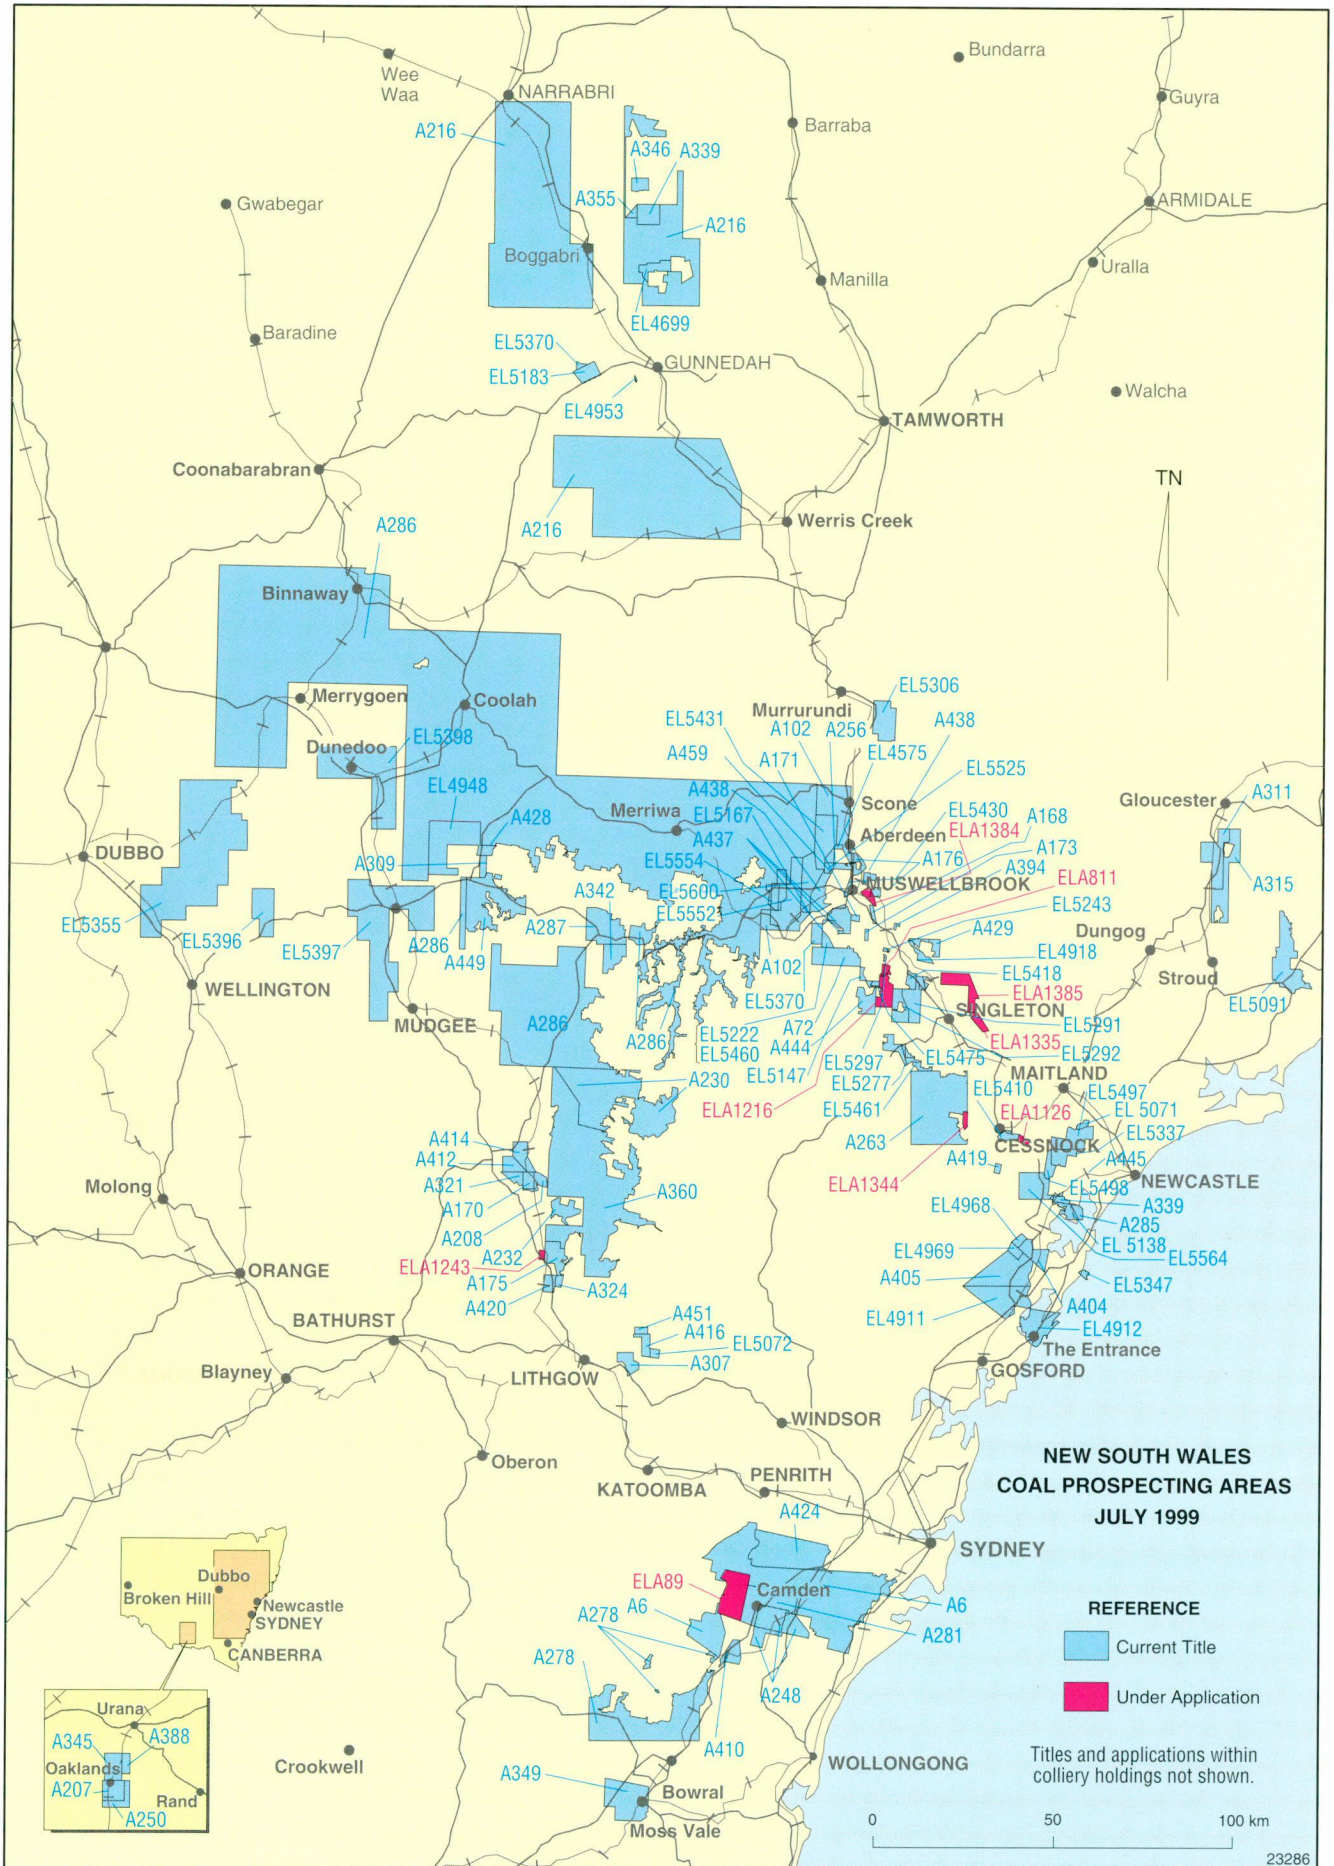 Bundarra
Wee
Waa
NARRABRI
Guyra
A216
Barraba
A346
A339
A355
Gwabegar
ARMIDALE
A216
Boggabri
Uralla
Manilla
EL4699
Baradine
EL5370
GUNNEDAH
EL5183
Walcha
EL4953
TAMWORTH
Coonabarabran
TN
A286
A216
Werris Creek
Binnaway
EL5306
Merrygoen
Coolah
Murrurundi
EL5431
A102
A256
A438
EL5398
Dunedoo
A459
A171
EL4575
EL5525
EL4948
A438
Merriwa
Scone
Gloucester
A311
EL5167
EL5430
A168
A428
A437
Aberdeen
ELA1384
DUBBO
A309
EL5554
A176
A173
A394
A342
EL5600
MUSWELLBROOK
ELA811
A315
EL5552
EL5243
EL5355
EL5396
EL5397
A286
A287
A429
Dungog
A449
A102
EL4918
Stroud
EL5418
WELLINGTON
EL5370
ELA1385
EL5091
MUDGEE
A286
A286
EL5222
A72
SINGLETON
EL5291
EL5460
A444
ELA1335
EL5297
EL5475
EL5292
EL5147
EL5277
MAITLAND
A230
EL5410
EL5497
ELA1216
EL5461
ELA1126
EL 5071
A414
A263
CESSNOCK
EL5337
A412
A419
A445
A321
ELA1344
NEWCASTLE
Molong
A170
A360
EL5498
EL4968
A339
A208
A285
A232
EL4969
EL 5138
EL5564
ELA1243
ORANGE
A175
A324
A405
EL5347
A420
A404
BATHURST
A451
EL4911
A416
EL4912
EL5072
The Entrance
A307
Blayney
LITHGOW
GOSFORD
WINDSOR
Oberon
PENRITH
KATOOMBA
NEW SOUTH WALES
COAL PROSPECTING AREAS
JULY 1999
A424
SYDNEY
ELA89
Camden
A6
A6
A278
A281
REFERENCE
Current Title
Under Application
A278
A248
A410
Crookwell
WOLLONGONG
A349
Bowral
Moss Vale
Titles and applications within
colliery holdings not shown.
0
50
100 km
23286
Dubbo
Broken Hill
Newcastle
SYDNEY
CANBERRA
Urana
A345
A388
Oaklands
A207
Rand
A250